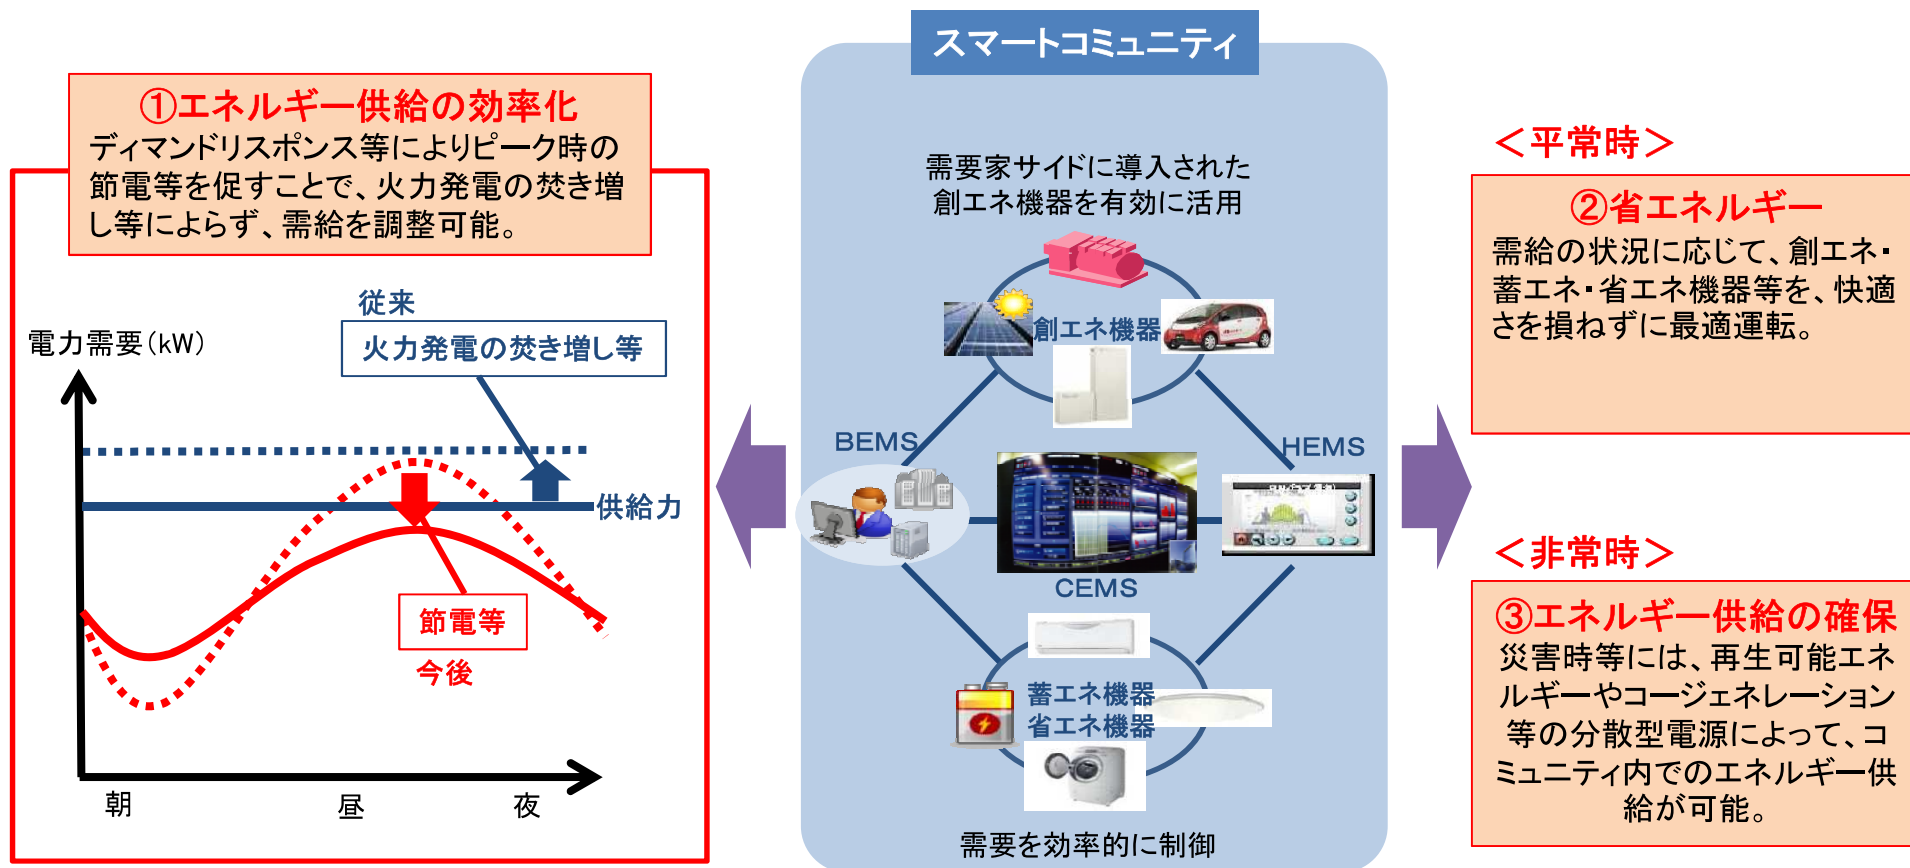 スマートコミュニティ
①エネルギー供給の効率化
ディマンドリスポンス等によりピーク時の
節電等を促すことで、火力発電の焚き増
し等によらず、需給を調整可能。
従来
火力発電の焚き増し等
電力需要(kW)
供給力
節電等
今後
朝
昼
夜
需要家サイドに導入された
創エネ機器を有効に活用
創エネ機器
BEMS
HEMS
CEMS
蓄エネ機器
省エネ機器
需要を効率的に制御
＜平常時＞
②省エネルギー
需給の状況に応じて、創エネ・
蓄エネ・省エネ機器等を、快適
さを損ねずに最適運転。
＜非常時＞
③エネルギー供給の確保
災害時等には、再生可能エネ
ルギーやコージェネレーション
等の分散型電源によって、コ
ミュニティ内でのエネルギー供
給が可能。